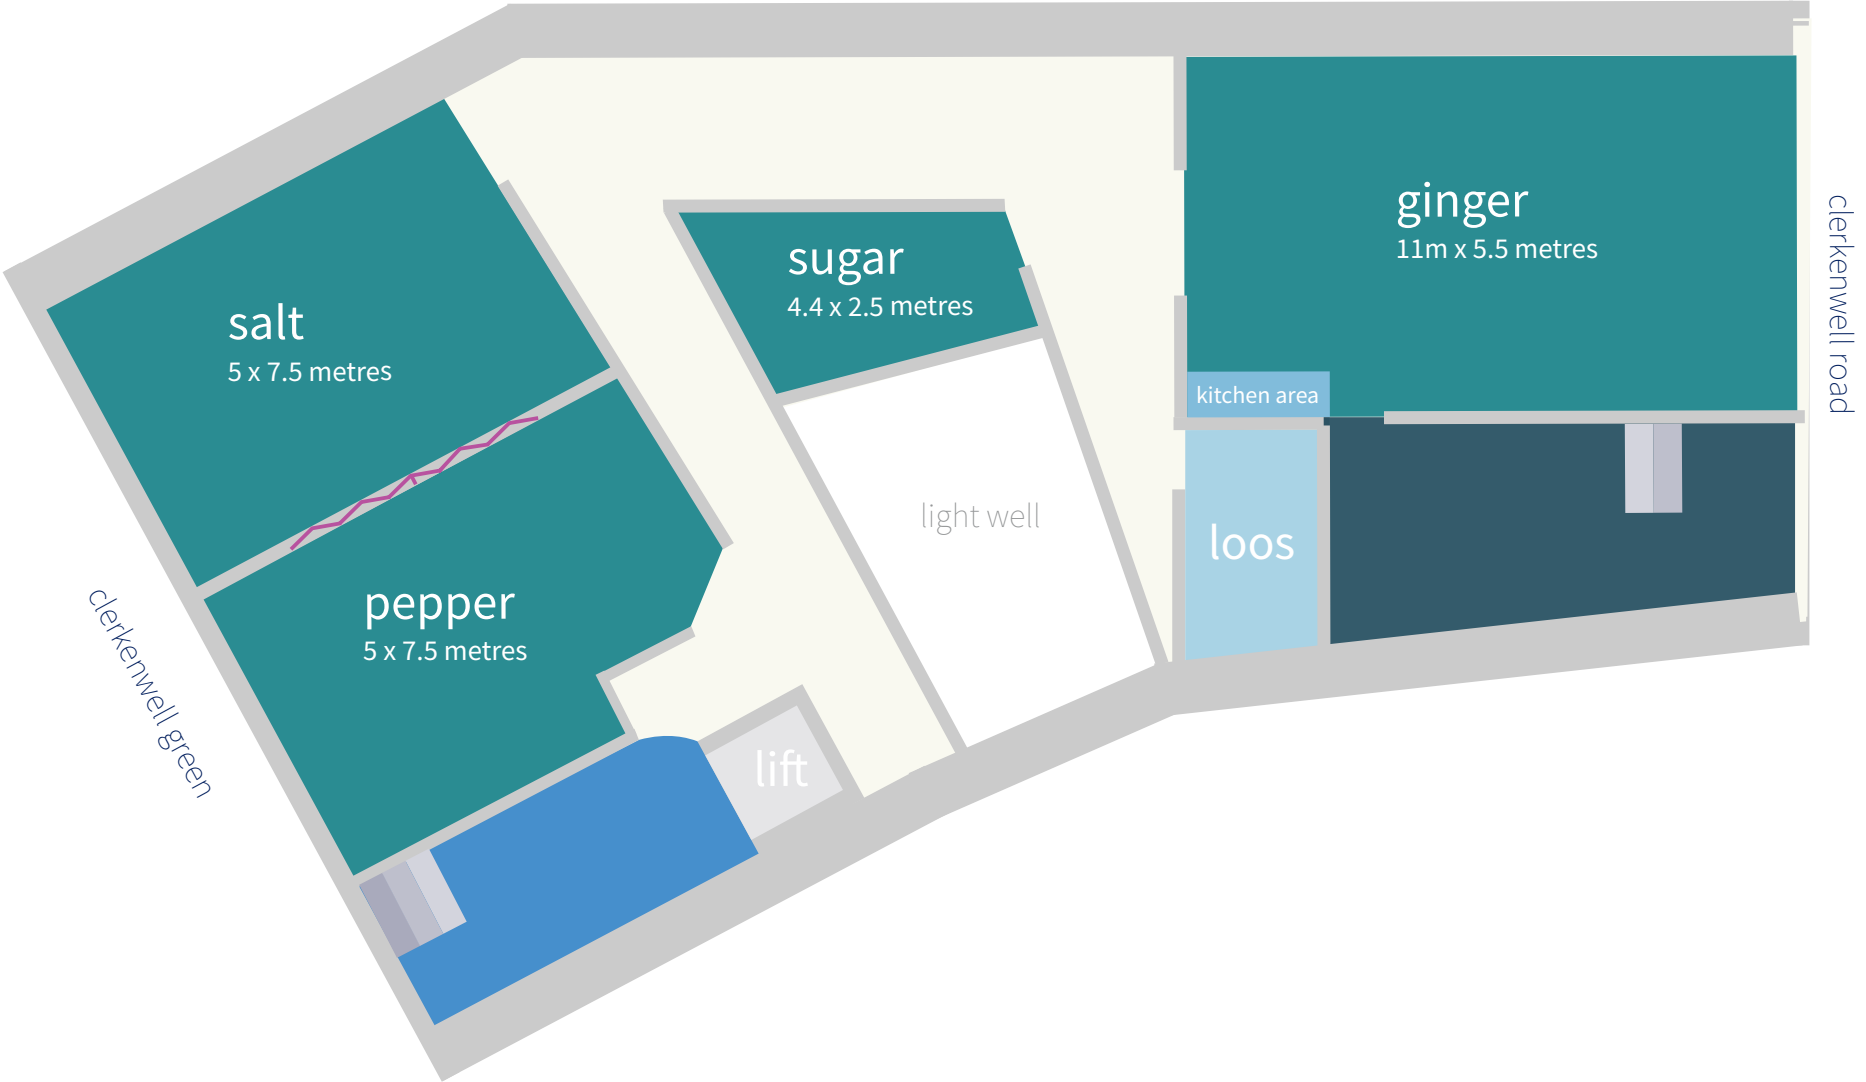 salt
5 x 7.5 metres
pepper
5 x 7.5 metres
clerkenwell green
sugar
4.4 x 2.5 metres
light well
lift
ginger
11m x 5.5 metres
kitchen area
loos
clerkenwell road